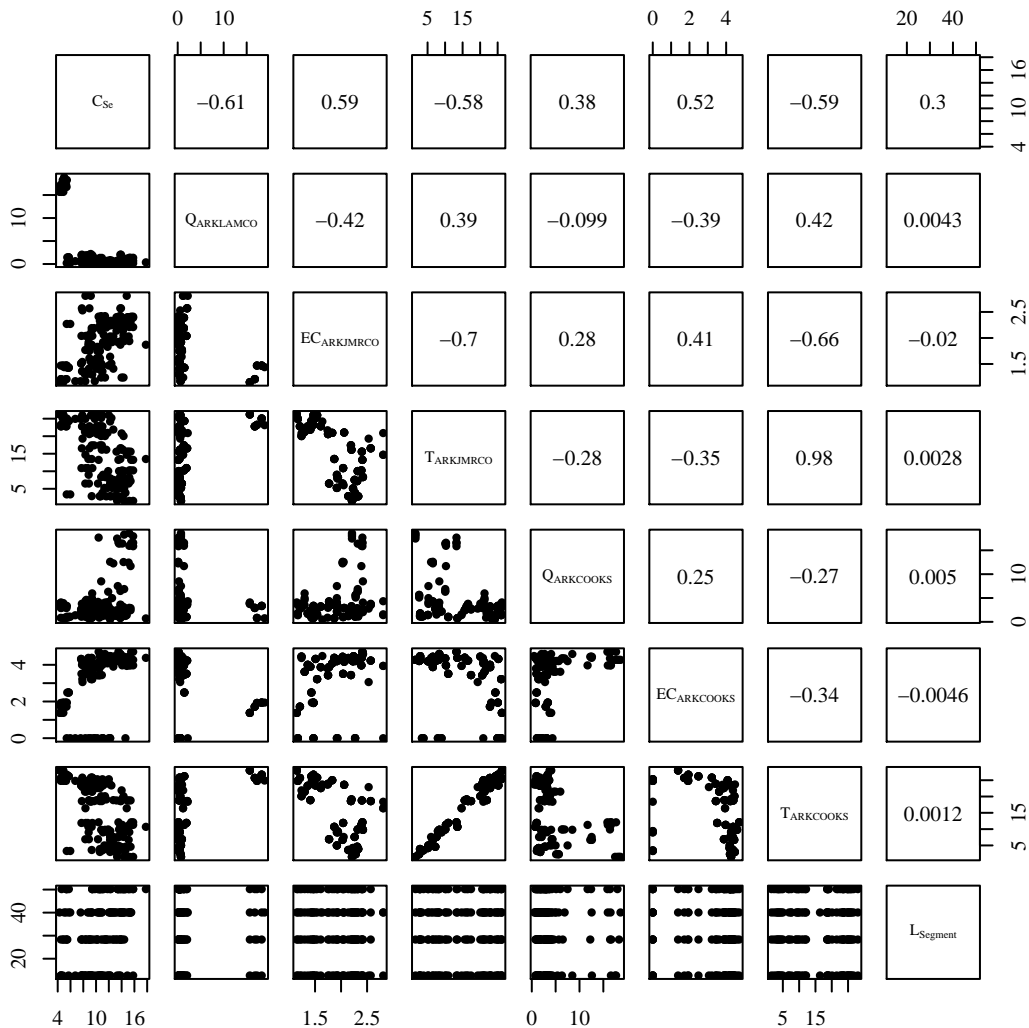 0 10 5 15 0 2 4 20 40
C_Se −0.61 0.59 −0.58 0.38 0.52 −0.59 0.3 4 10 16
0 10 Q_ARKLAMCO −0.42 0.39 −0.099 −0.39 0.42 0.0043
EC_ARKJMRCO −0.7 0.28 0.41 −0.66 −0.02 1.5 2.5
5 15 T_ARKJMRCO −0.28 −0.35 0.98 0.0028
Q_ARKCOOKS 0.25 −0.27 0.005 0 10
0 2 4 EC_ARKCOOKS −0.34 −0.0046
T_ARKCOOKS 0.0012 5 15
20 40 L_Segment
4 10 16 1.5 2.5 0 10 5 15